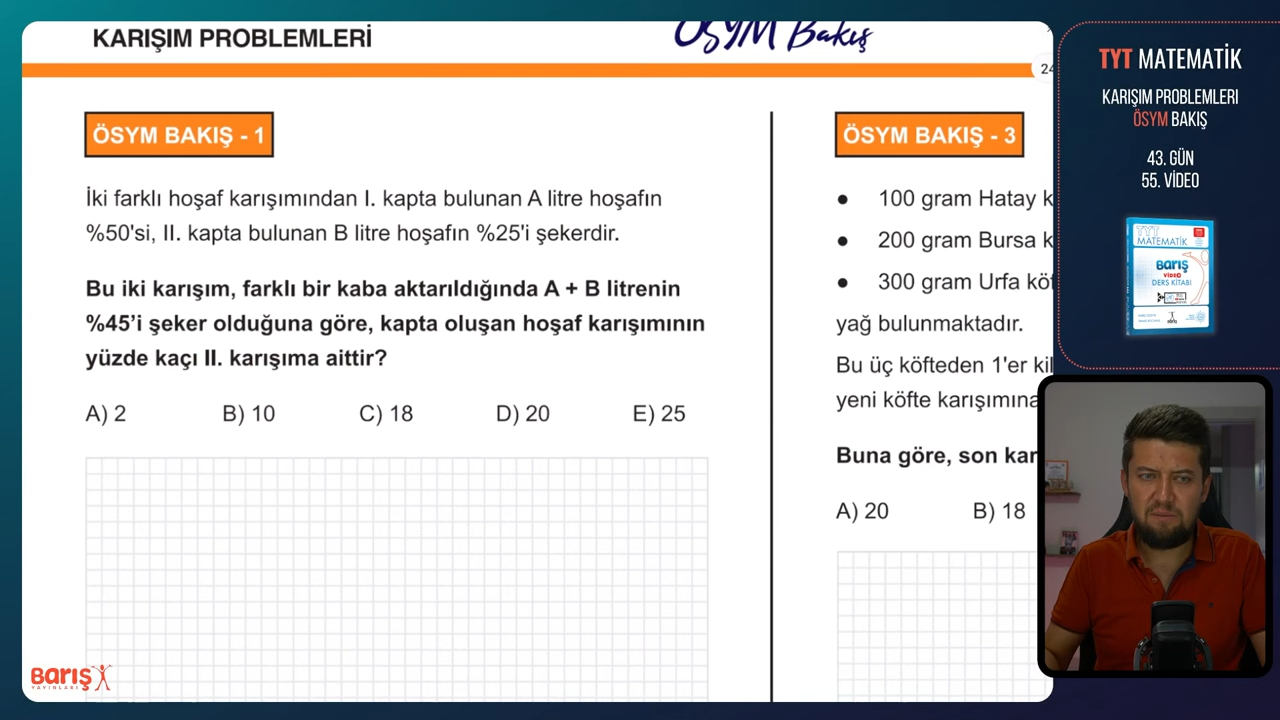 KARIŞIM PROBLEMLERİ
ÖSYM Bakış
ÖSYM BAKIŞ - 1
İki farklı hoşaf karışımından I. kapta bulunan A litre hoşafın
%50'si, II. kapta bulunan B litre hoşafın %25'i şekerdir.
Bu iki karışım, farklı bir kaba aktarıldığında A + B litrenin
%45’i şeker olduğuna göre, kapta oluşan hoşaf karışımının
yüzde kaçı II. karışıma aittir?
A) 2 B) 10 C) 18 D) 20 E) 25
ÖSYM BAKIŞ - 3
● 100 gram Hatay k
● 200 gram Bursa k
● 300 gram Urfa kö
yağ bulunmaktadır.
Bu üç köfteden 1'er kil
yeni köfte karışımına
Buna göre, son kar
A) 20 B) 18
TYT MATEMATİK
KARIŞIM PROBLEMLERI
ÖSYM BAKIŞ
43. GÜN
55. VİDEO
TYT
MATEMATİK
BARIŞ
VİDEO
DERS KİTABI
BARIŞ
YAYINLARI